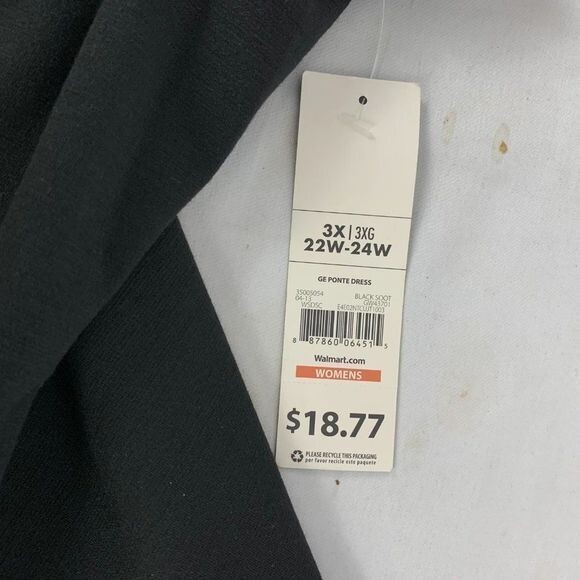 3X | 3XG
22W-24W
GE PONTE DRESS
35005054 BLACK SOOT
04-13 GW43701
WSDSC E4E02NTCUJT1003
8 87860 06451 5
Walmart.com
WOMENS
$18.77
PLEASE RECYCLE THIS PACKAGING
por favor recicle este paquete